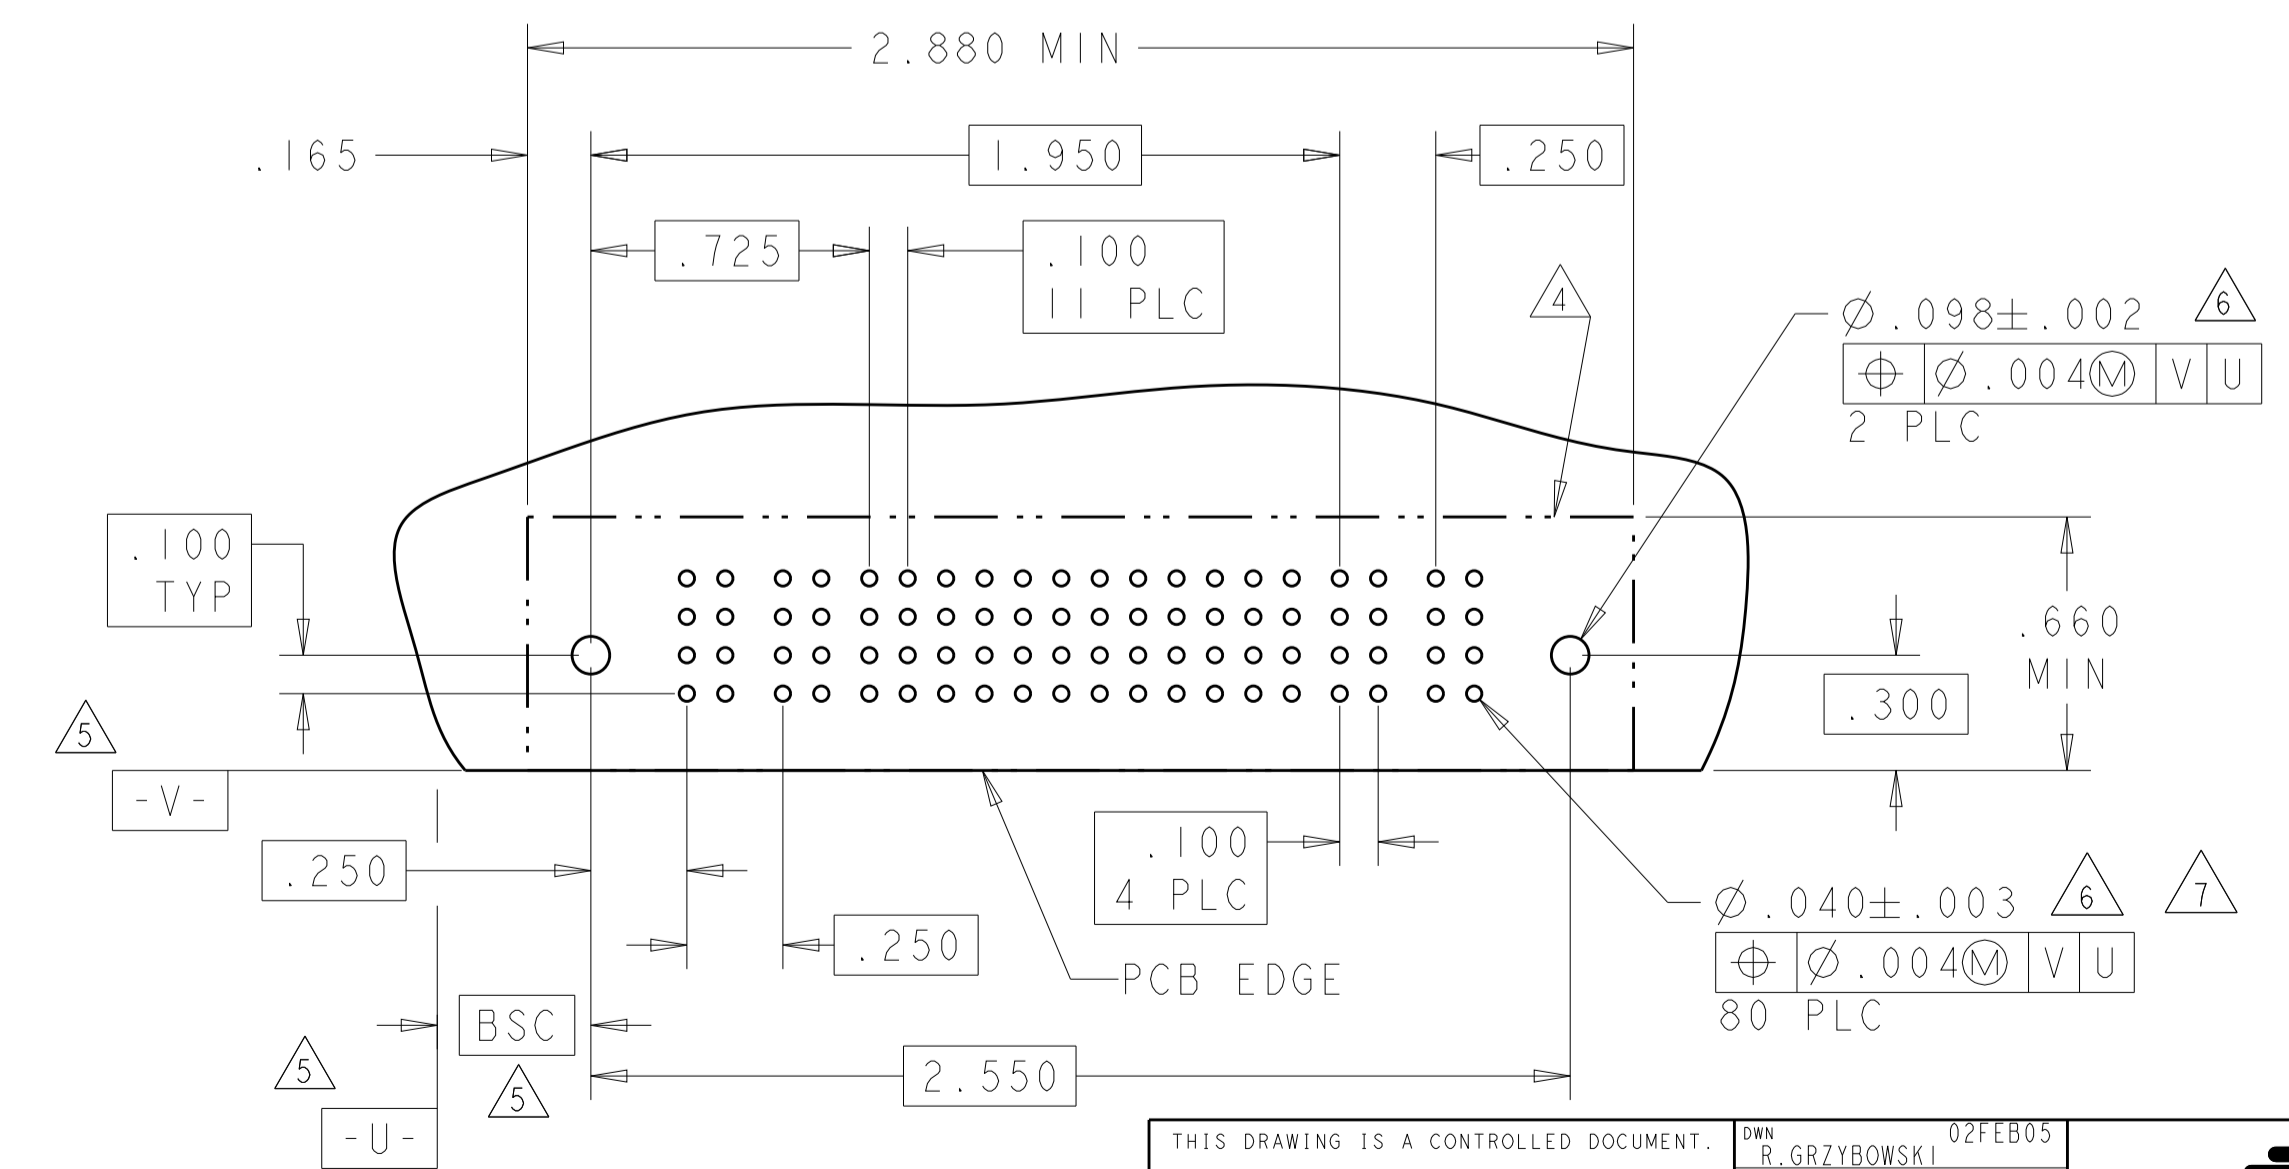 2.880 MIN
.165
1.950
.250
.725
.100
11 PLC
4
⌀.098±.002
6
⌖ ⌀.004Ⓜ V U
2 PLC
.100
TYP
.660
MIN
.300
5
-V-
.250
.100
4 PLC
.250
PCB EDGE
⌀.040±.003
6
7
⌖ ⌀.004Ⓜ V U
80 PLC
BSC
5
5
2.550
-U-
THIS DRAWING IS A CONTROLLED DOCUMENT.
DWN 02FEB05
R.GRZYBOWSKI